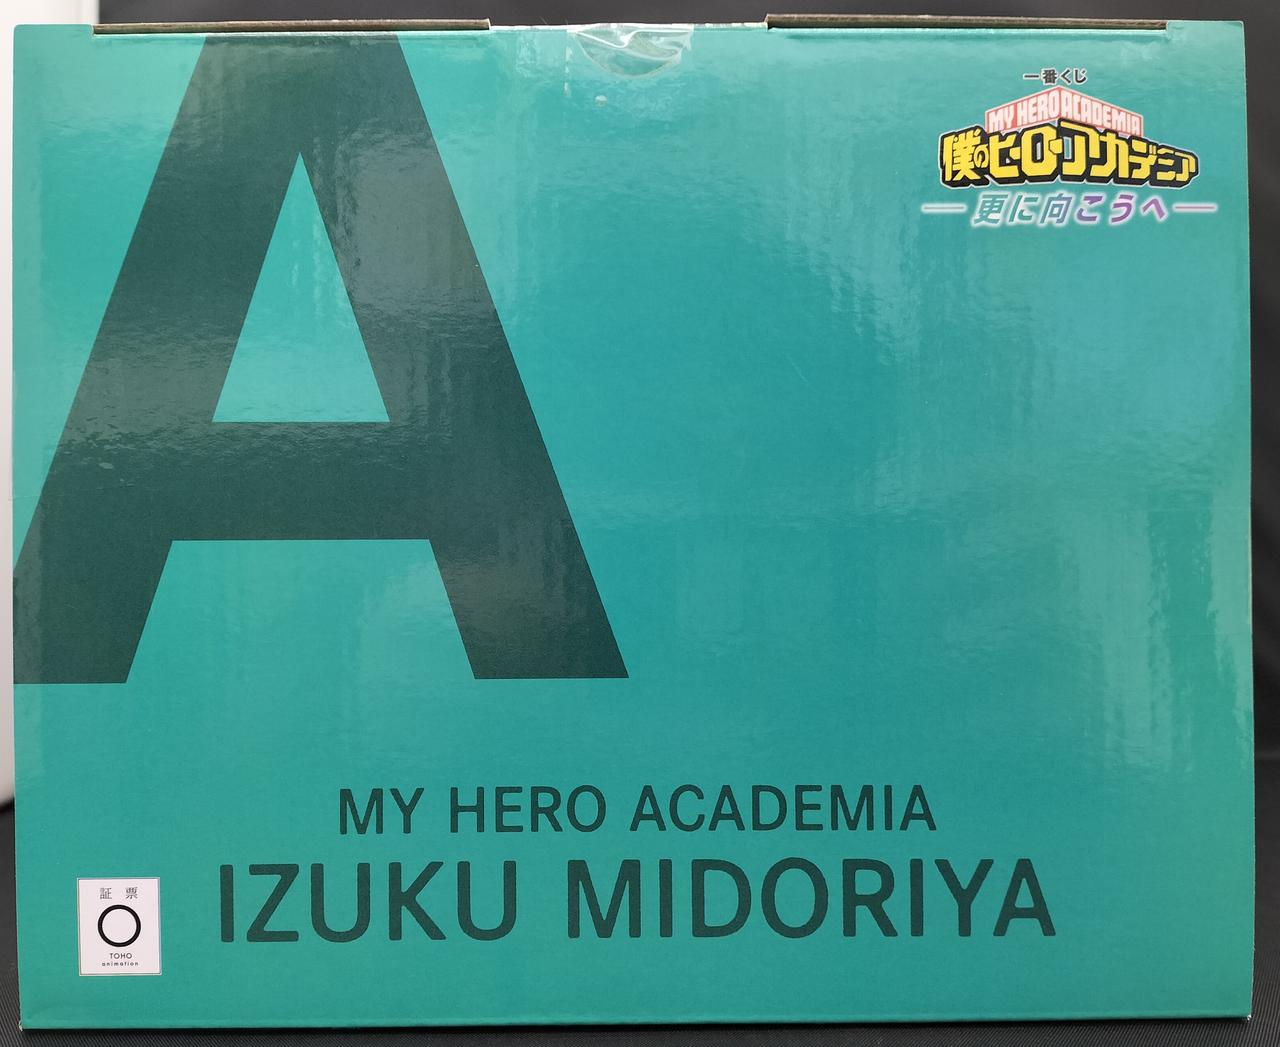 A
一番くじ
MY HERO ACADEMIA
僕のヒーローアカデミア
更に向こうへ
MY HERO ACADEMIA
IZUKU MIDORIYA
証票
TOHO
animation